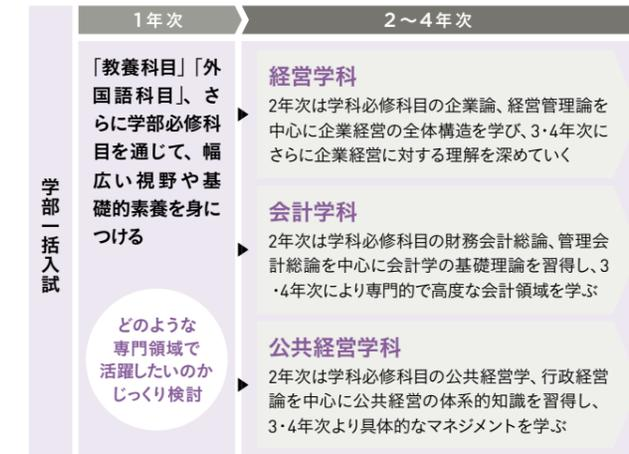 1年次
2〜4年次
学部一括入試
「教養科目」「外
国語科目」、さ
らに学部必修科
目を通じて、幅
広い視野や基
礎的素養を身に
つける
どのような
専門領域で
活躍したいのか
じっくり検討
経営学科
2年次は学科必修科目の企業論、経営管理論を
中心に企業経営の全体構造を学び、3・4年次に
さらに企業経営に対する理解を深めていく
会計学科
2年次は学科必修科目の財務会計総論、管理会
計総論を中心に会計学の基礎理論を習得し、3
・4年次により専門的で高度な会計領域を学ぶ
公共経営学科
2年次は学科必修科目の公共経営学、行政経営
論を中心に公共経営の体系的知識を習得し、
3・4年次より具体的なマネジメントを学ぶ